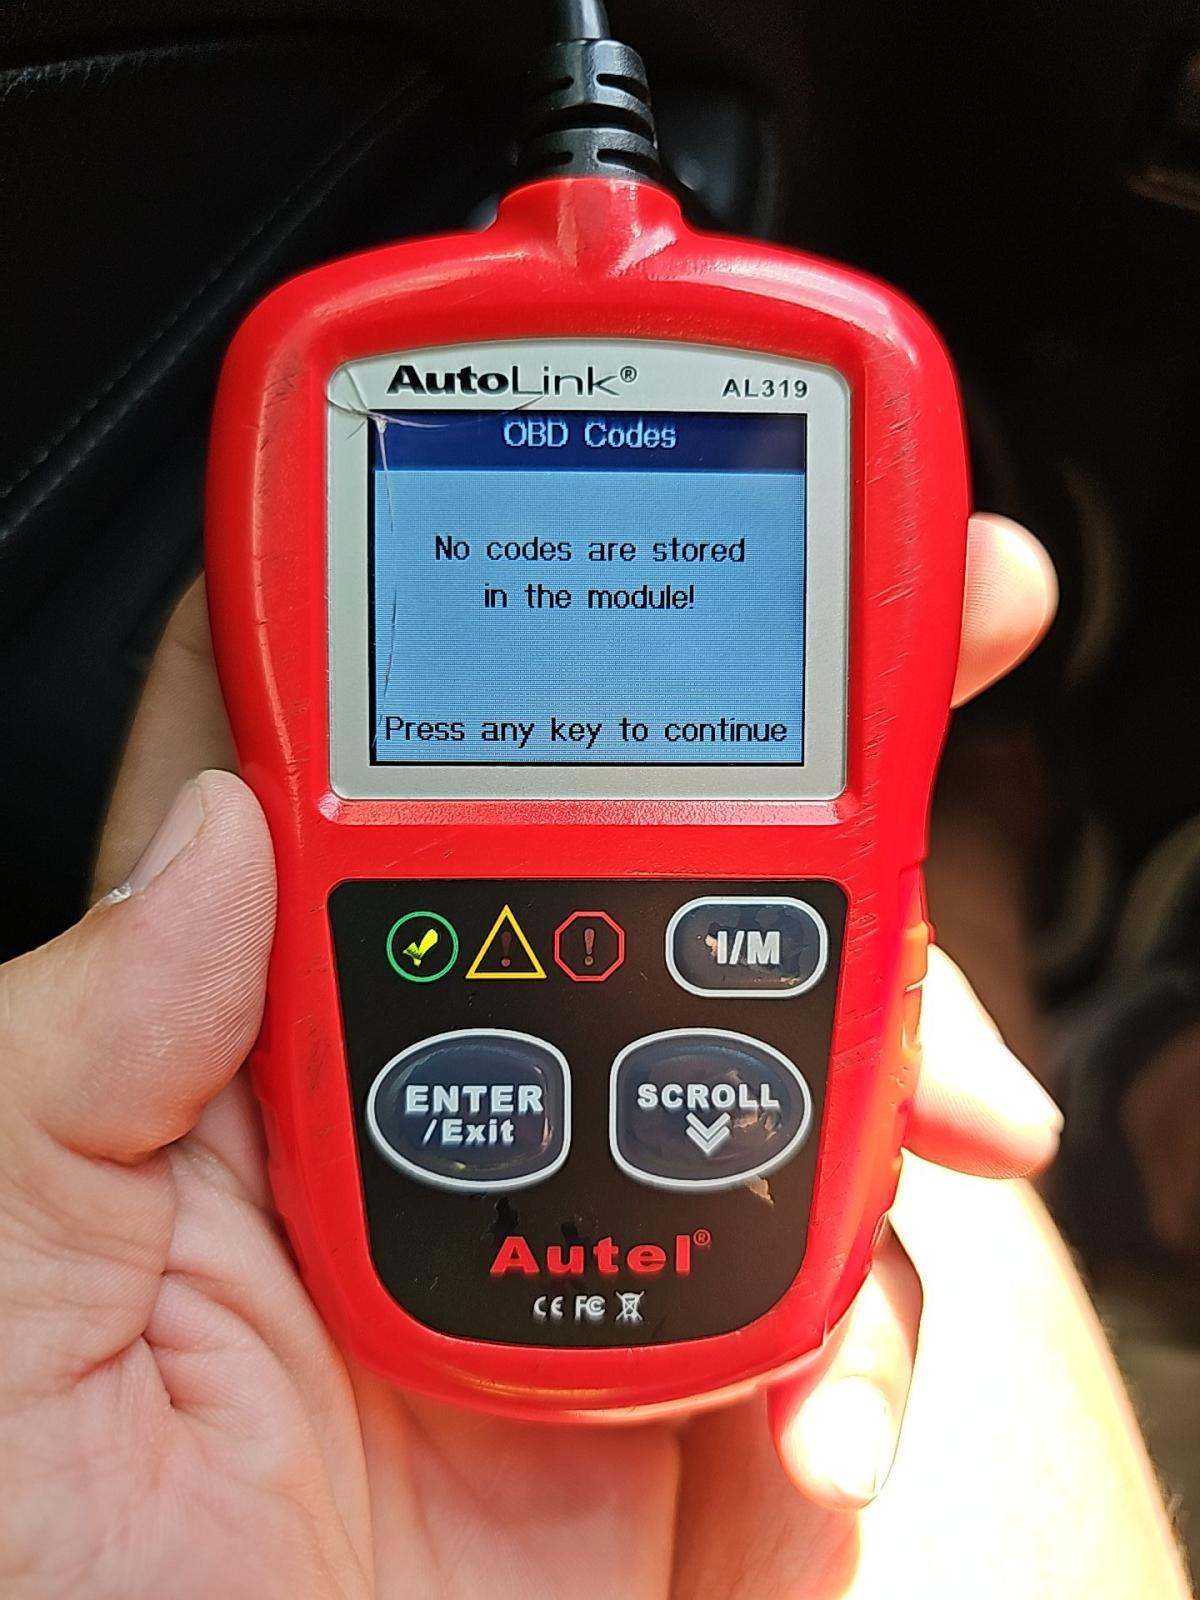 AutoLink® AL319
OBD Codes
No codes are stored
in the module!
Press any key to continue
I/M
ENTER
/Exit
SCROLL
Autel®
CE FC